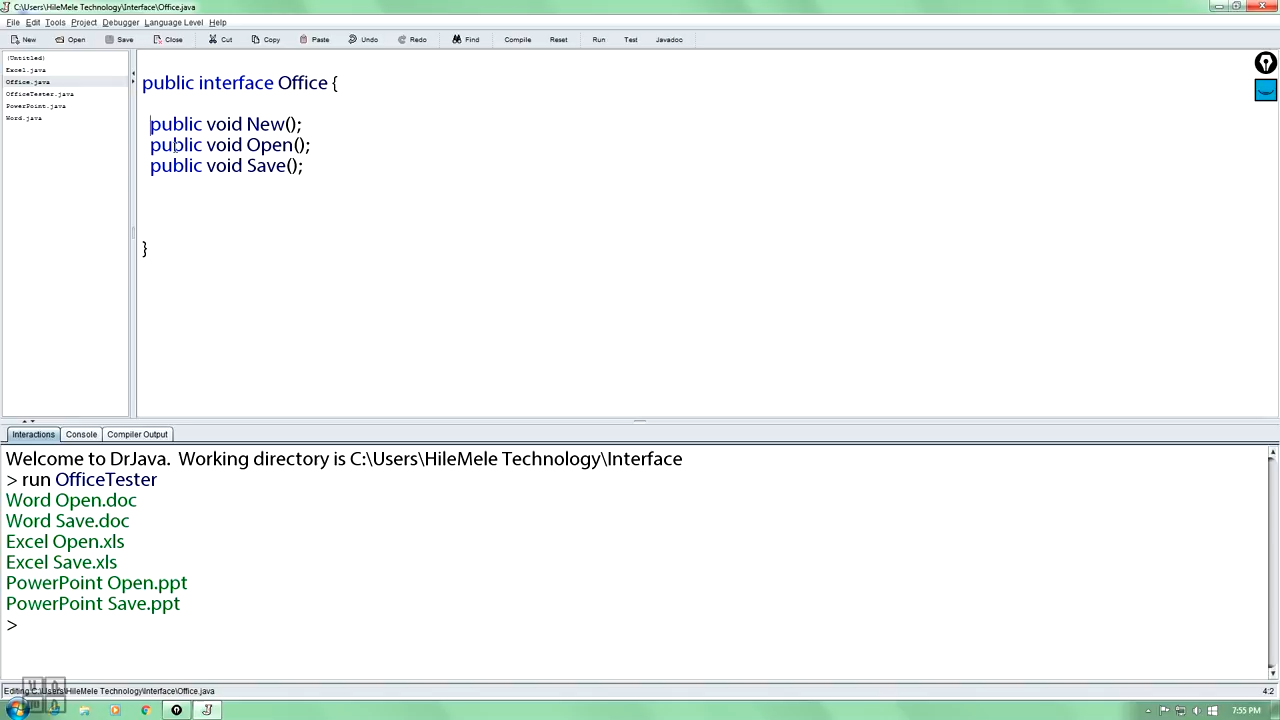 C:\Users\HileMele Technology\Interface\Office.java
File Edit Tools Project Debugger Language Level Help
New Open Save Close Cut Copy Paste Undo Redo Find Compile Reset Run Test Javadoc
(Untitled)
Excel.java
Office.java
OfficeTester.java
PowerPoint.java
Word.java
public interface Office {
public void New();
public void Open();
public void Save();
}
Interactions Console Compiler Output
Welcome to DrJava. Working directory is C:\Users\HileMele Technology\Interface
> run OfficeTester
Word Open.doc
Word Save.doc
Excel Open.xls
Excel Save.xls
PowerPoint Open.ppt
PowerPoint Save.ppt
>
Editing C:\Users\HileMele Technology\Interface\Office.java 4:2
7:55 PM